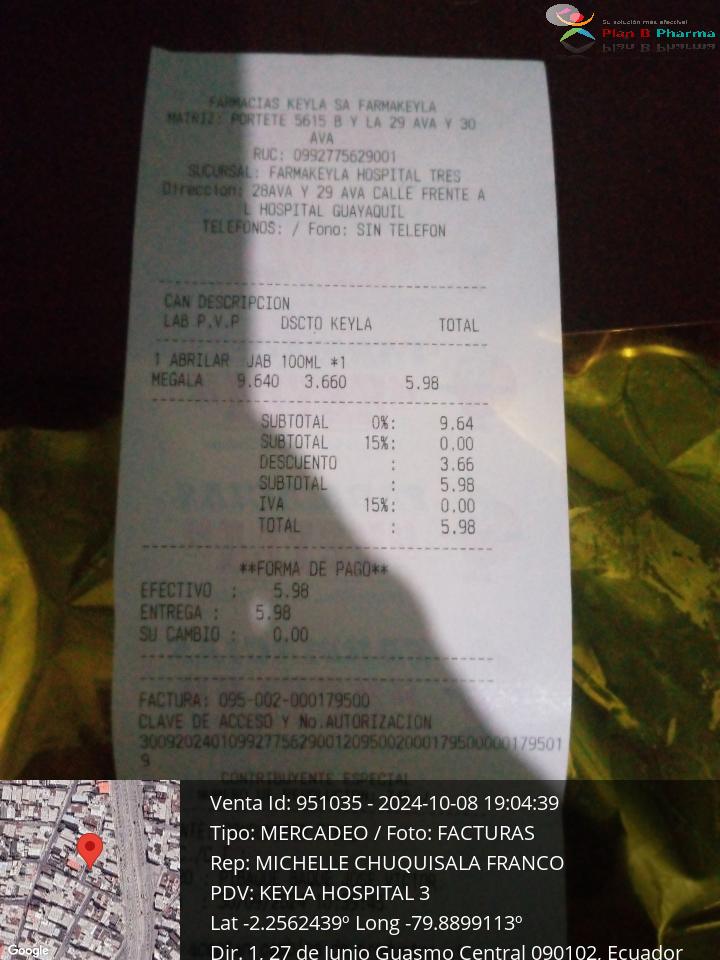 Su solución más efectiva!
Plan B Pharma
FARMACIAS KEYLA SA FARMAKEYLA
MATRIZ: PORTETE 5615 B Y LA 29 AVA Y 30
AVA
RUC: 0992775629001
SUCURSAL: FARMAKEYLA HOSPITAL TRES
Direccion: 28AVA Y 29 AVA CALLE FRENTE A
L HOSPITAL GUAYAQUIL
TELEFONOS: / Fono: SIN TELEFON
CAN DESCRIPCION
LAB P.V.P DSCTO KEYLA TOTAL
1 ABRILAR JAB 100ML *1
MEGALA 9.640 3.660 5.98
SUBTOTAL 0%: 9.64
SUBTOTAL 15%: 0.00
DESCUENTO : 3.66
SUBTOTAL : 5.98
IVA 15%: 0.00
TOTAL : 5.98
**FORMA DE PAGO**
EFECTIVO : 5.98
ENTREGA : 5.98
SU CAMBIO : 0.00
FACTURA: 095-002-000179500
CLAVE DE ACCESO Y No.AUTORIZACION
300920240109927756290012095002000179500000179501
9
CONTRIBUYENTE ESPECIAL
Venta Id: 951035 - 2024-10-08 19:04:39
Tipo: MERCADEO / Foto: FACTURAS
Rep: MICHELLE CHUQUISALA FRANCO
PDV: KEYLA HOSPITAL 3
Lat -2.2562439º Long -79.8899113º
Dir. 1, 27 de Junio Guasmo Central 090102, Ecuador
Google